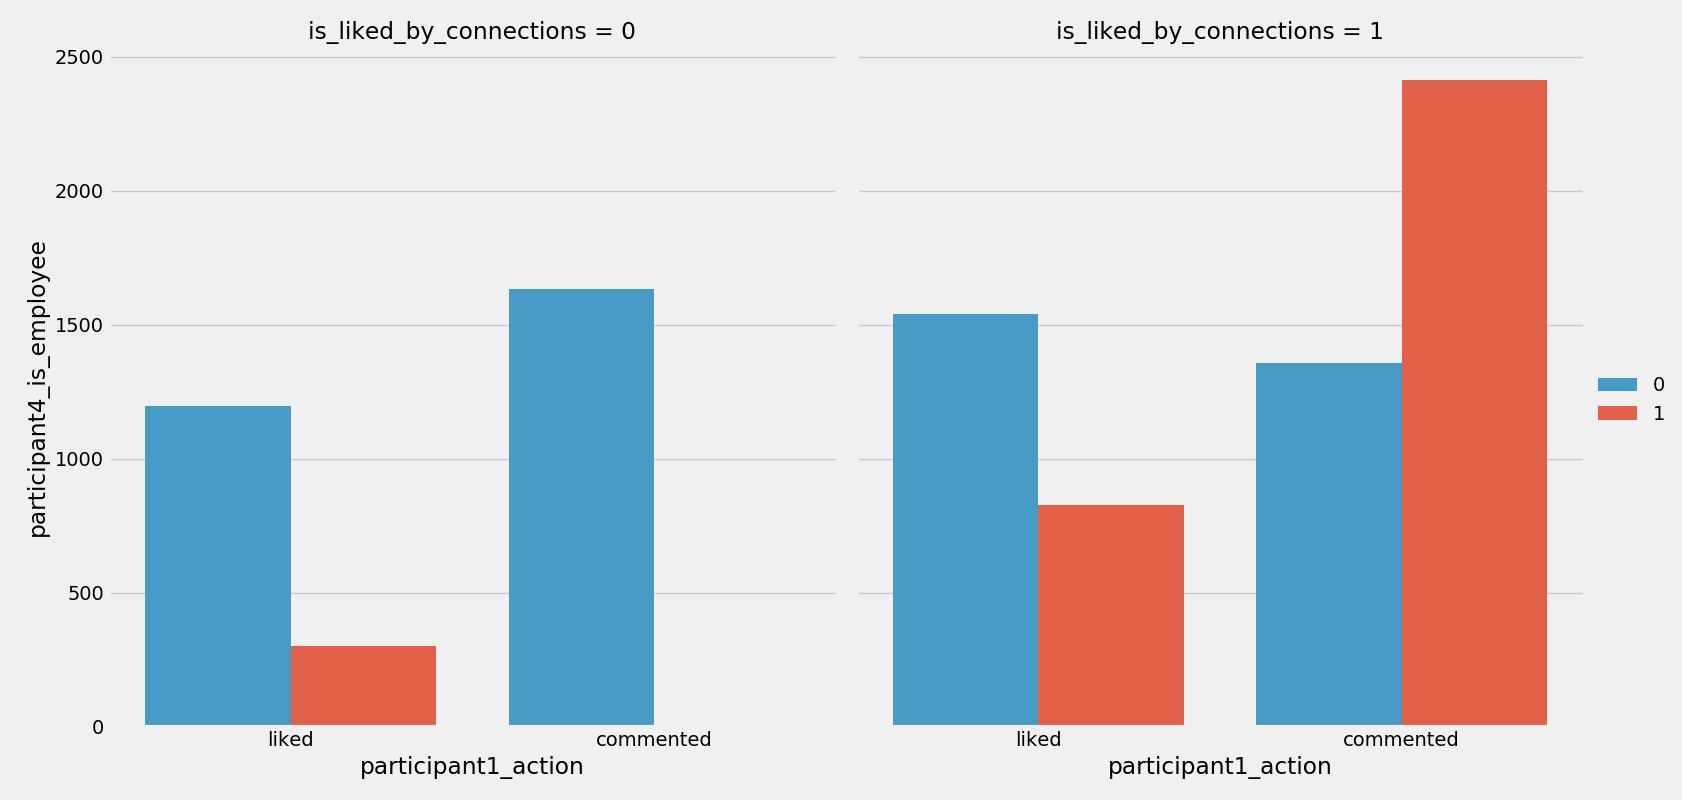 is_liked_by_connections = 0
is_liked_by_connections = 1
2500
2000
1500
1000
500
0
participant4_is_employee
liked
commented
liked
commented
participant1_action
participant1_action
0
1